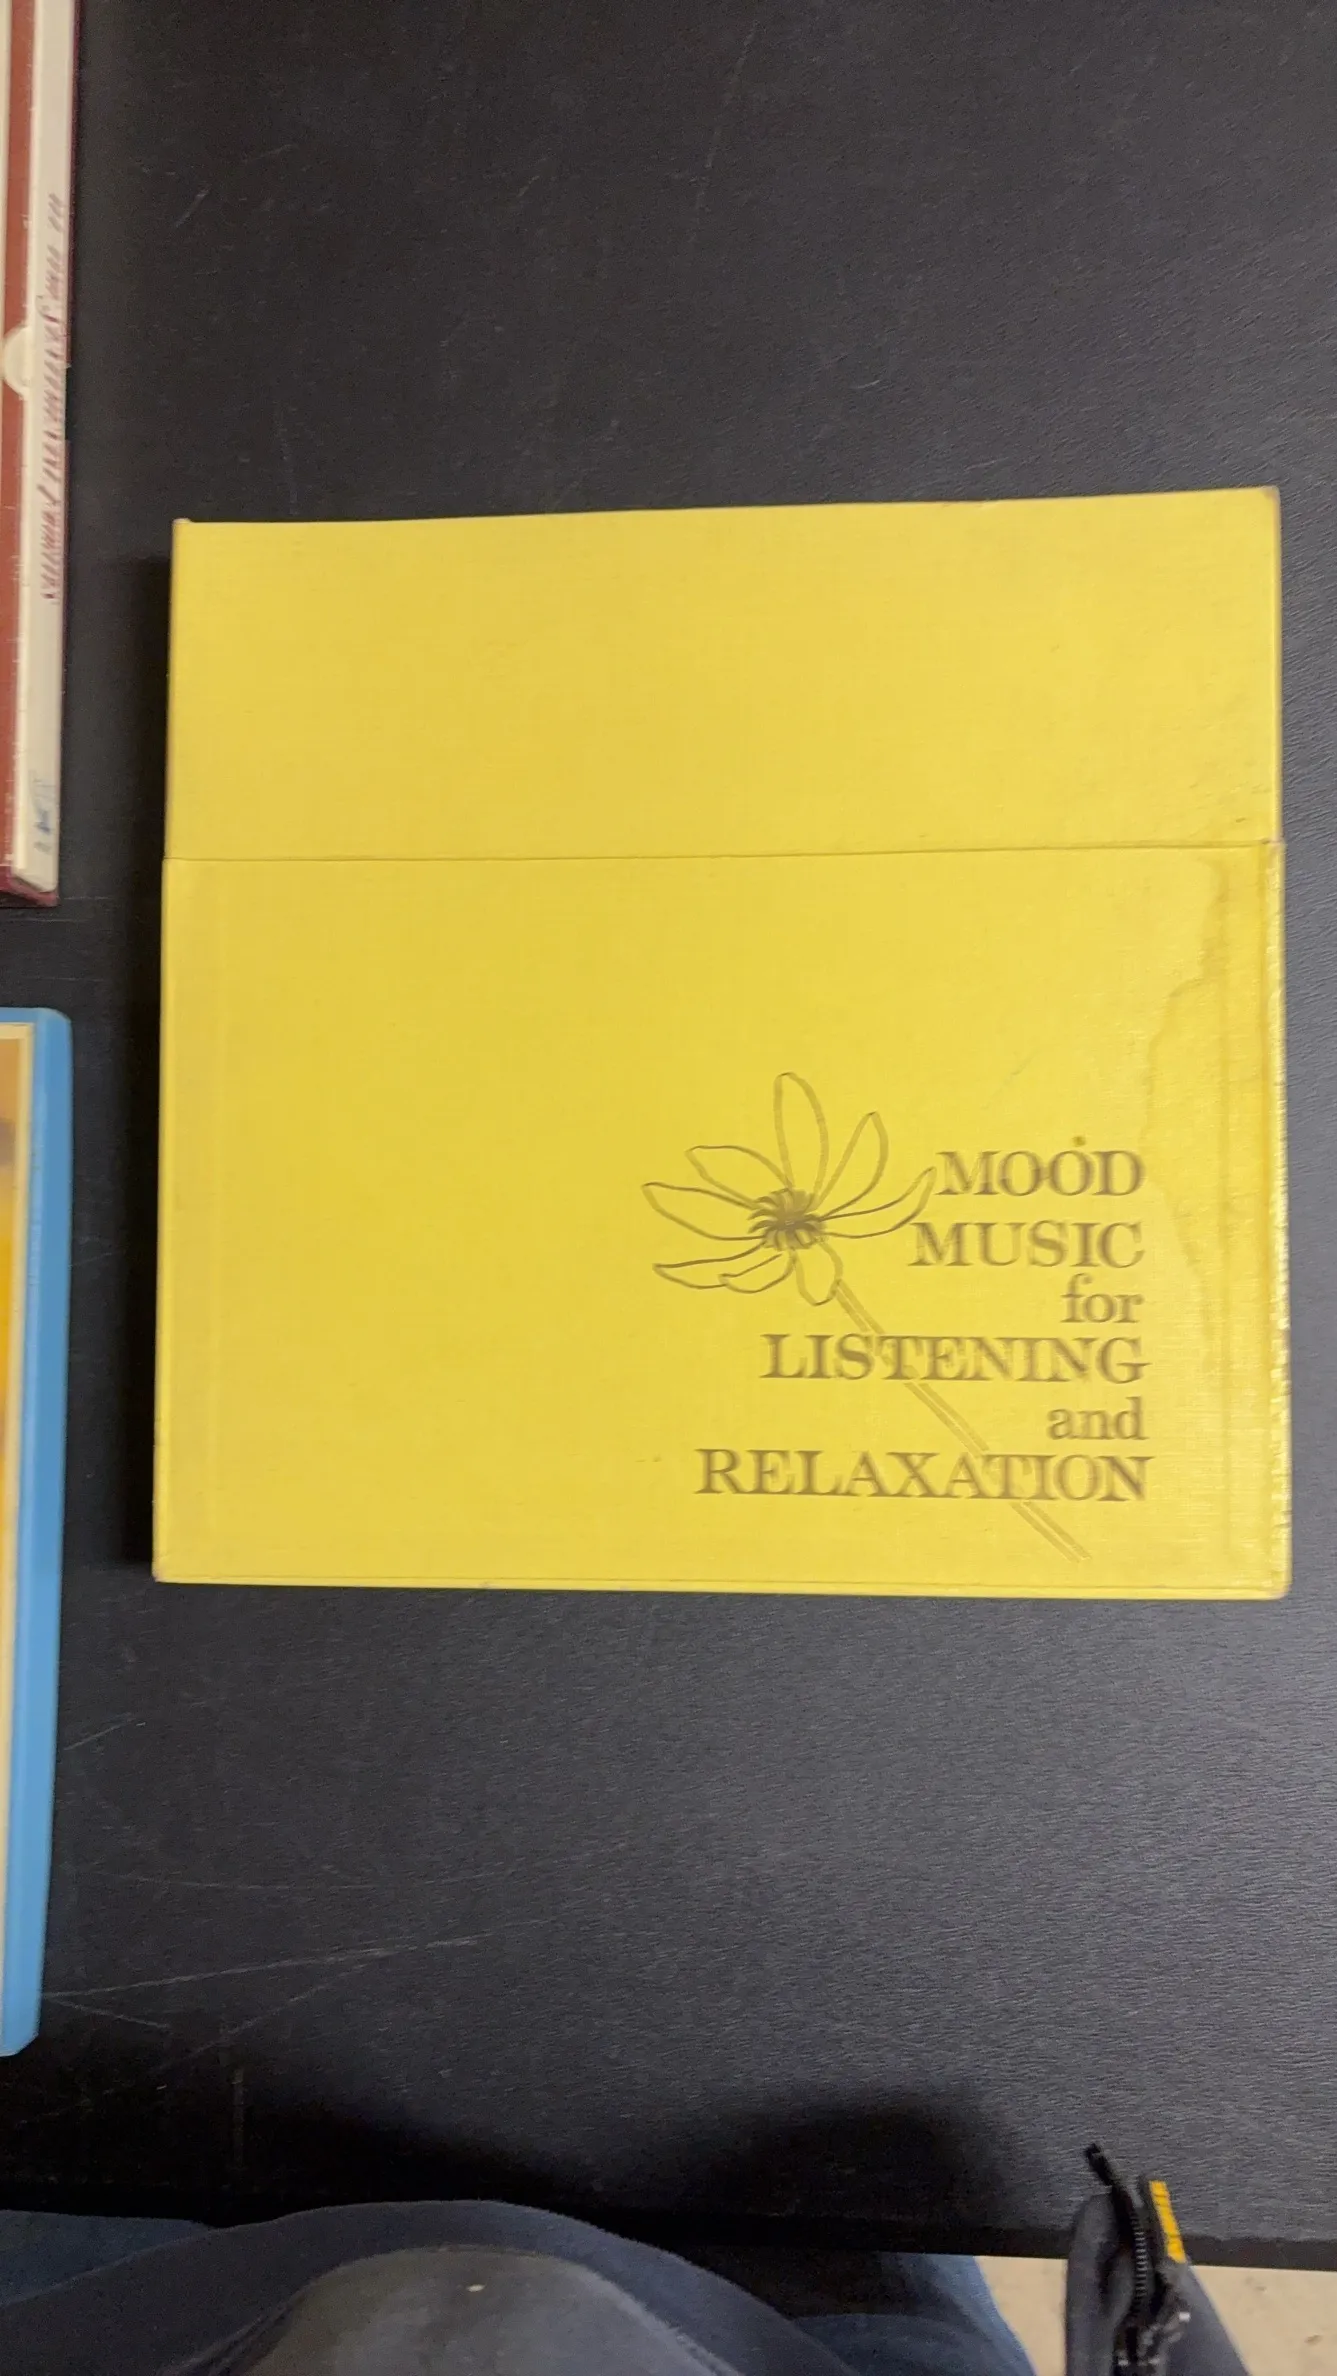 MOOD
MUSIC
for
LISTENING
and
RELAXATION